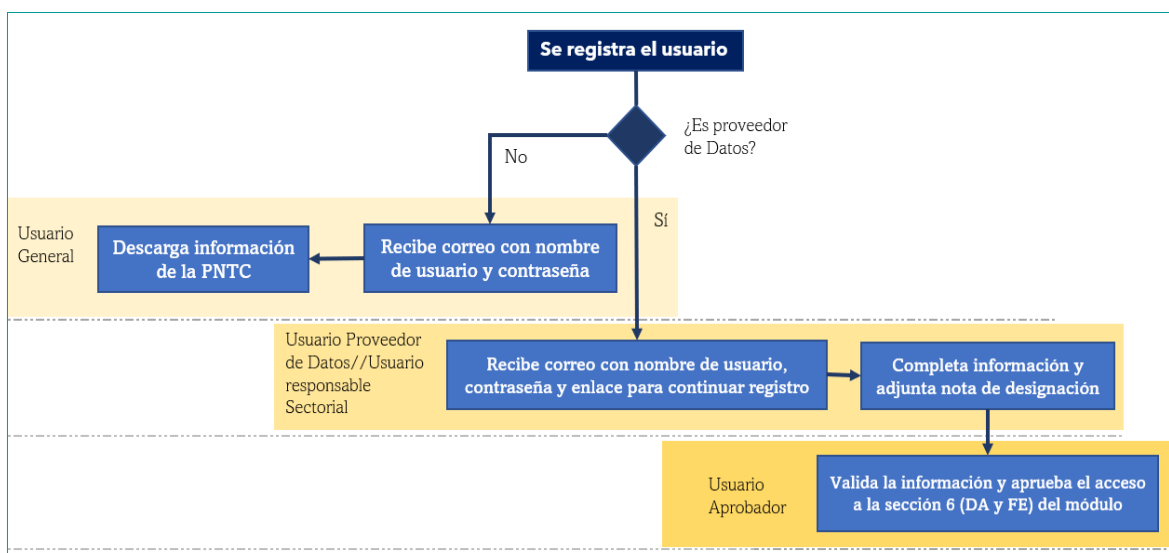 Se registra el usuario
¿Es proveedor
de Datos?
No
Sí
Usuario
General
Descarga información
de la PNTC
Recibe correo con nombre
de usuario y contraseña
Usuario Proveedor
de Datos//Usuario
responsable
Sectorial
Recibe correo con nombre de usuario,
contraseña y enlace para continuar registro
Completa información y
adjunta nota de designación
Usuario
Aprobador
Valida la información y aprueba el acceso
a la sección 6 (DA y FE) del módulo